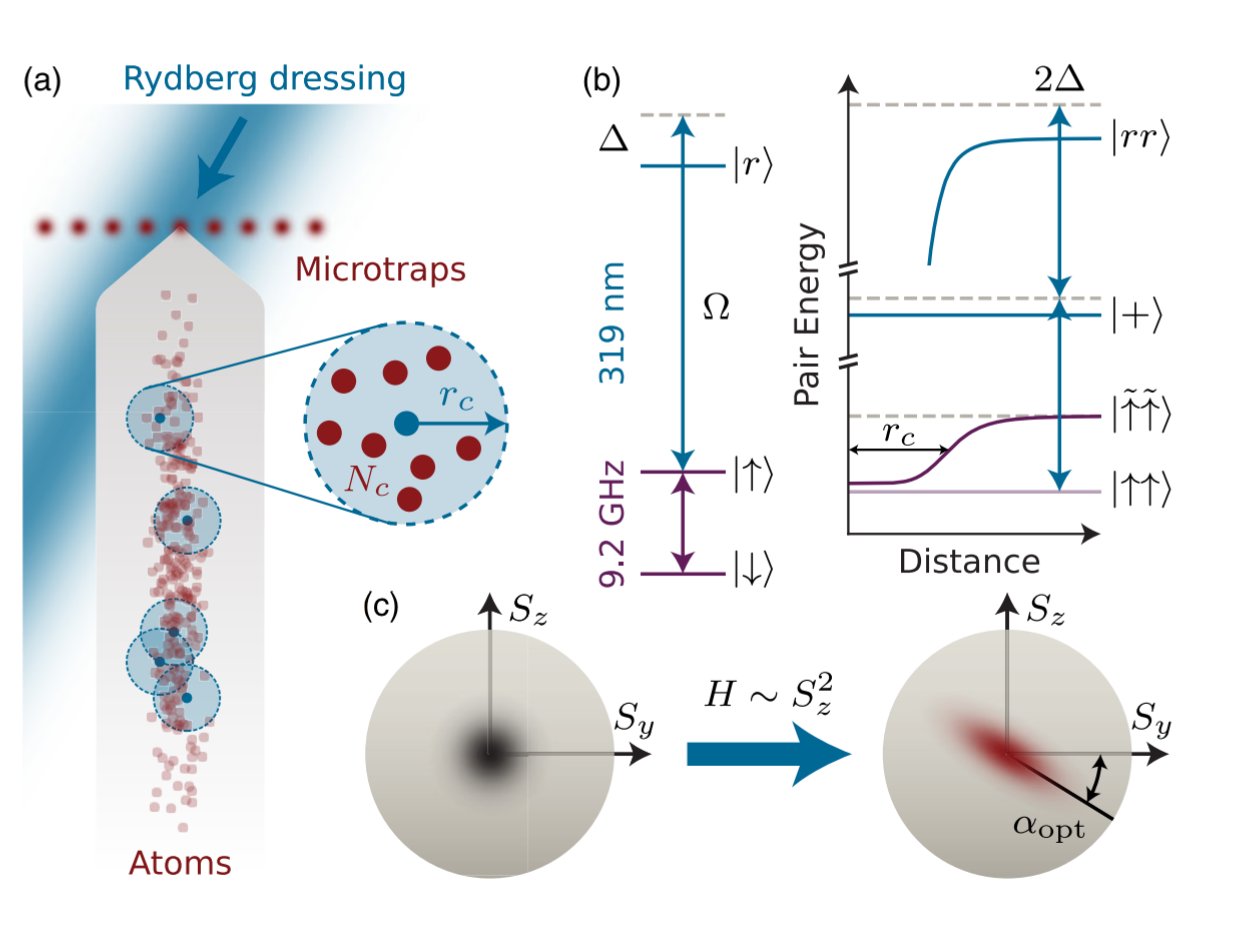 (a)
Rydberg dressing
Microtraps
r_c
N_c
Atoms
(b)
Δ
|r⟩
319 nm
Ω
9.2 GHz
|↑⟩
|↓⟩
Pair Energy
2Δ
|rr⟩
|+⟩
|↑̃↑̃⟩
r_c
|↑↑⟩
Distance
(c)
S_z
S_y
H ∼ S_z^2
S_z
S_y
α_opt